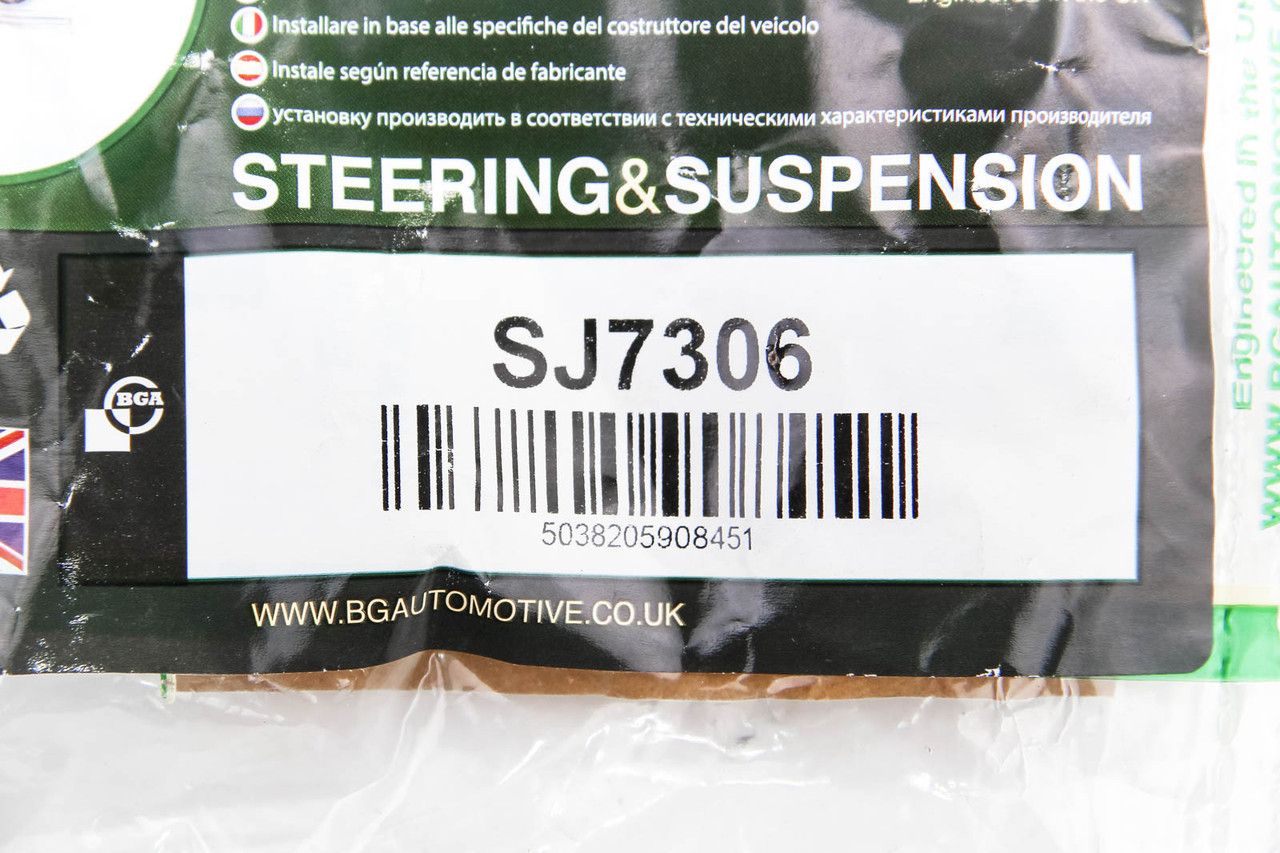 Installare in base alle specifiche del costruttore del veicolo
Instale según referencia de fabricante
установку производить в соответствии с техническими характеристиками производителя
STEERING&SUSPENSION
SJ7306
BGA
5038205908451
WWW.BGAUTOMOTIVE.CO.UK
Engineered in the